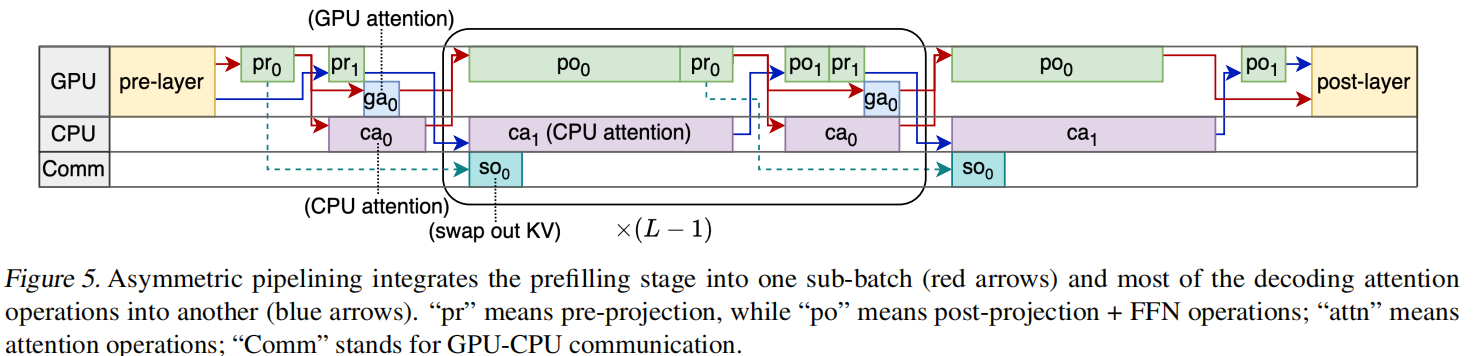 (GPU attention)
GPU
pre-layer
pr0
pr1
ga0
po0
pr0
po1
pr1
ga0
po0
po1
post-layer
CPU
ca0
ca1 (CPU attention)
ca0
ca1
Comm
so0
so0
(CPU attention)
(swap out KV)
×(L − 1)
Figure 5. Asymmetric pipelining integrates the prefilling stage into one sub-batch (red arrows) and most of the decoding attention
operations into another (blue arrows). “pr” means pre-projection, while “po” means post-projection + FFN operations; “attn” means
attention operations; “Comm” stands for GPU-CPU communication.